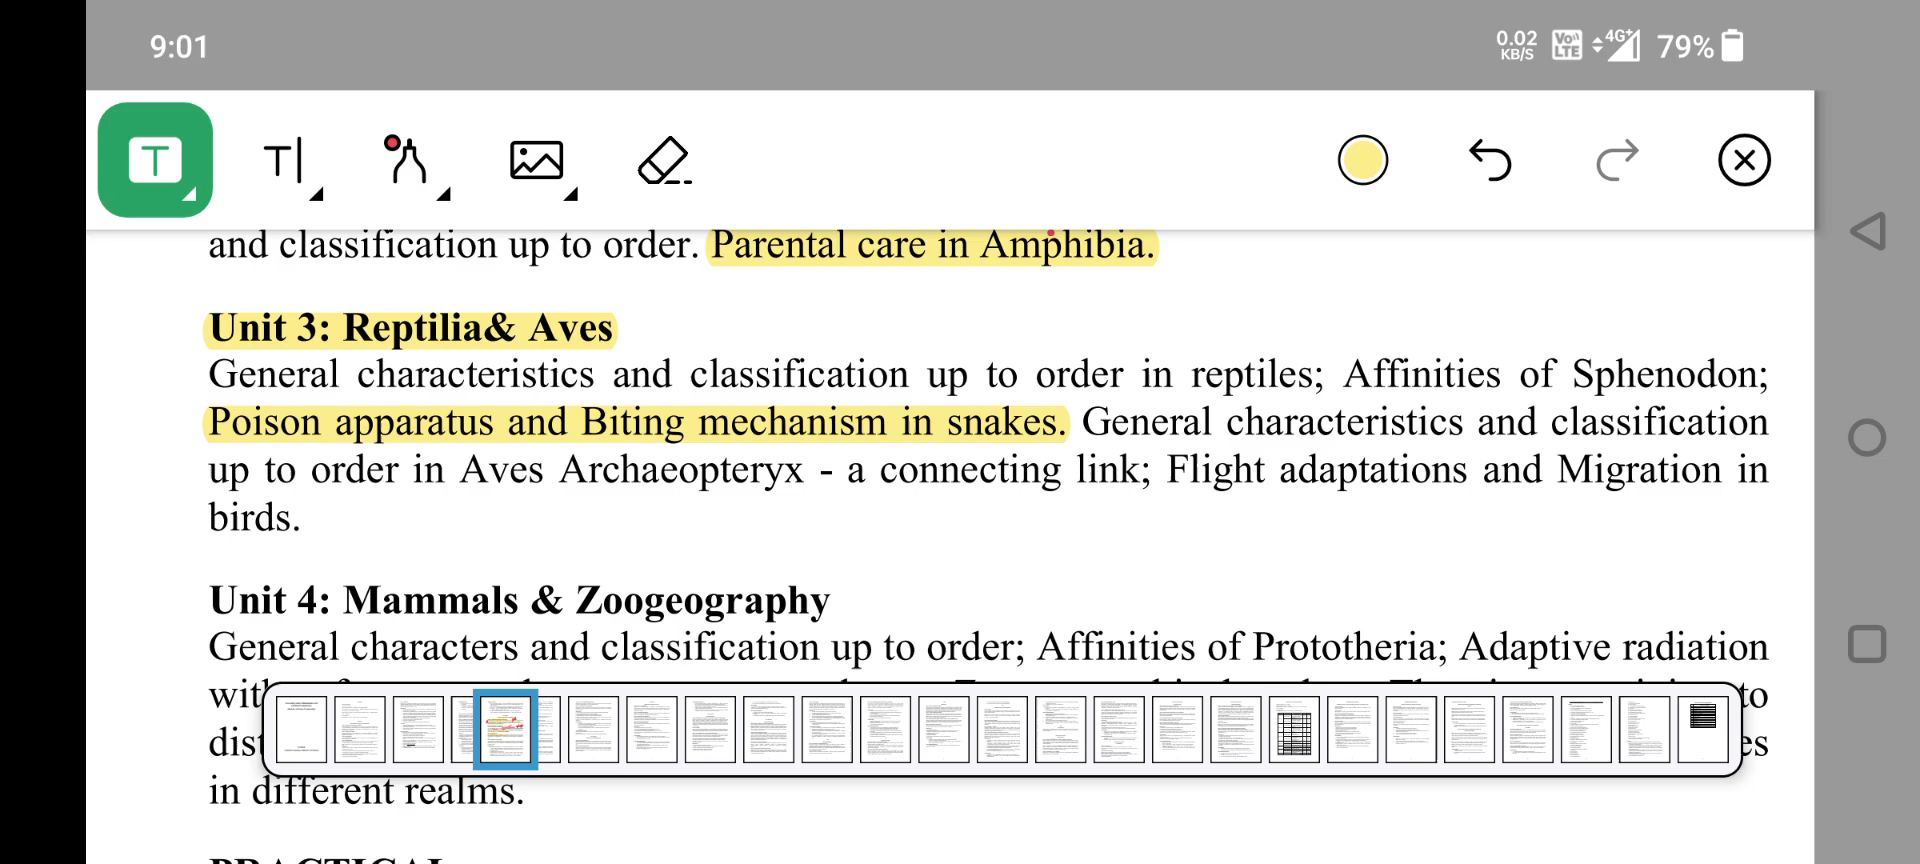 9:01
0.02 KB/S VoLTE 4G+ 79%
T T|
and classification up to order. Parental care in Amphibia.
Unit 3: Reptilia& Aves
General characteristics and classification up to order in reptiles; Affinities of Sphenodon;
Poison apparatus and Biting mechanism in snakes. General characteristics and classification
up to order in Aves Archaeopteryx - a connecting link; Flight adaptations and Migration in
birds.
Unit 4: Mammals & Zoogeography
General characters and classification up to order; Affinities of Prototheria; Adaptive radiation
to
in different realms.
PRACTICAL